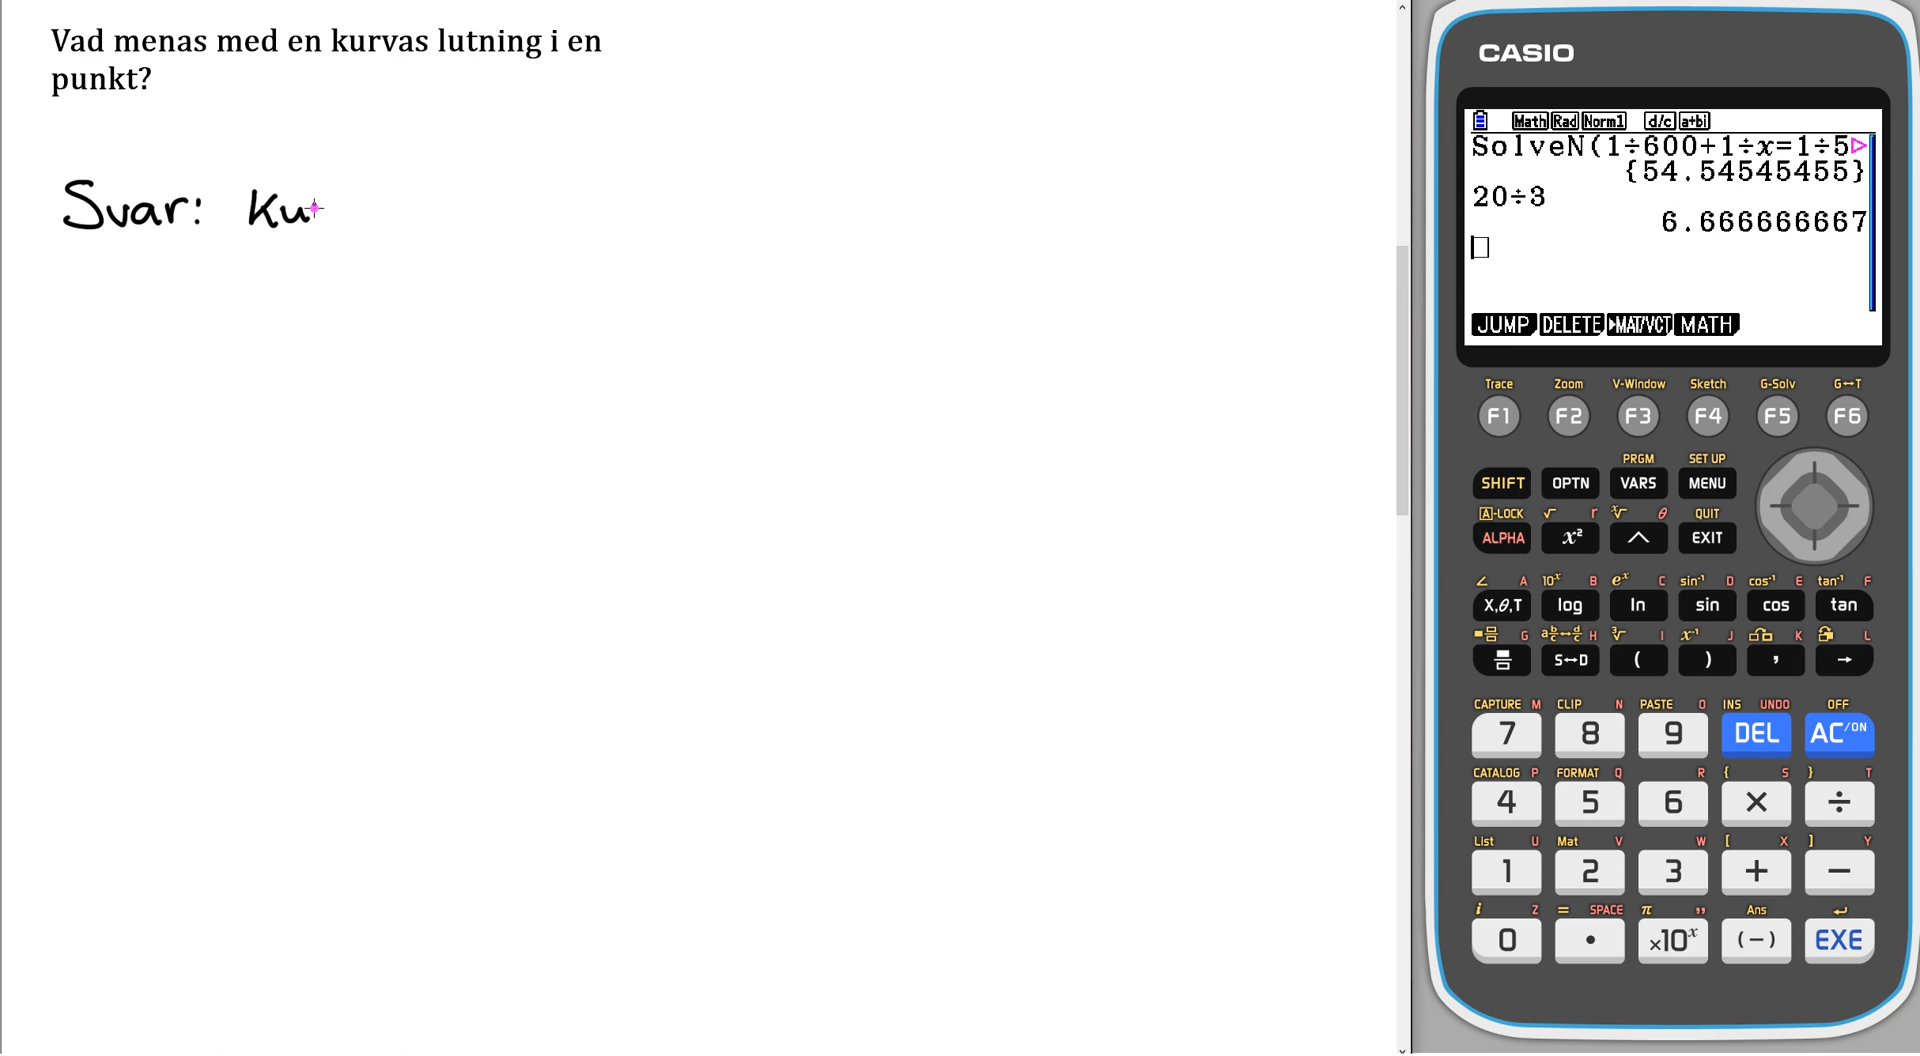 Vad menas med en kurvas lutning i en
punkt?
Svar: Ku
CASIO
Math Rad Norm1 d/c a+bi
SolveN(1÷600+1÷x=1÷5
{54.54545455}
20÷3
6.666666667
JUMP DELETE ▶MAT/VCT MATH
Trace Zoom V-Window Sketch G-Solv G↔T
F1 F2 F3 F4 F5 F6
PRGM SET UP
SHIFT OPTN VARS MENU
A-LOCK √ r ˣ√ θ QUIT
ALPHA x² ^ EXIT
∠ A 10ˣ B eˣ C sin⁻¹ D cos⁻¹ E tan⁻¹ F
X,θ,T log ln sin cos tan
G a b/c↔d/c H ³√ I x⁻¹ J K L
S↔D ( ) , →
CAPTURE M CLIP N PASTE O INS UNDO OFF
7 8 9 DEL AC/ON
CATALOG P FORMAT Q R { S } T
4 5 6 × ÷
List U Mat V W [ X ] Y
1 2 3 + −
i Z = SPACE π ” Ans ↵
0 • ×10ˣ (−) EXE